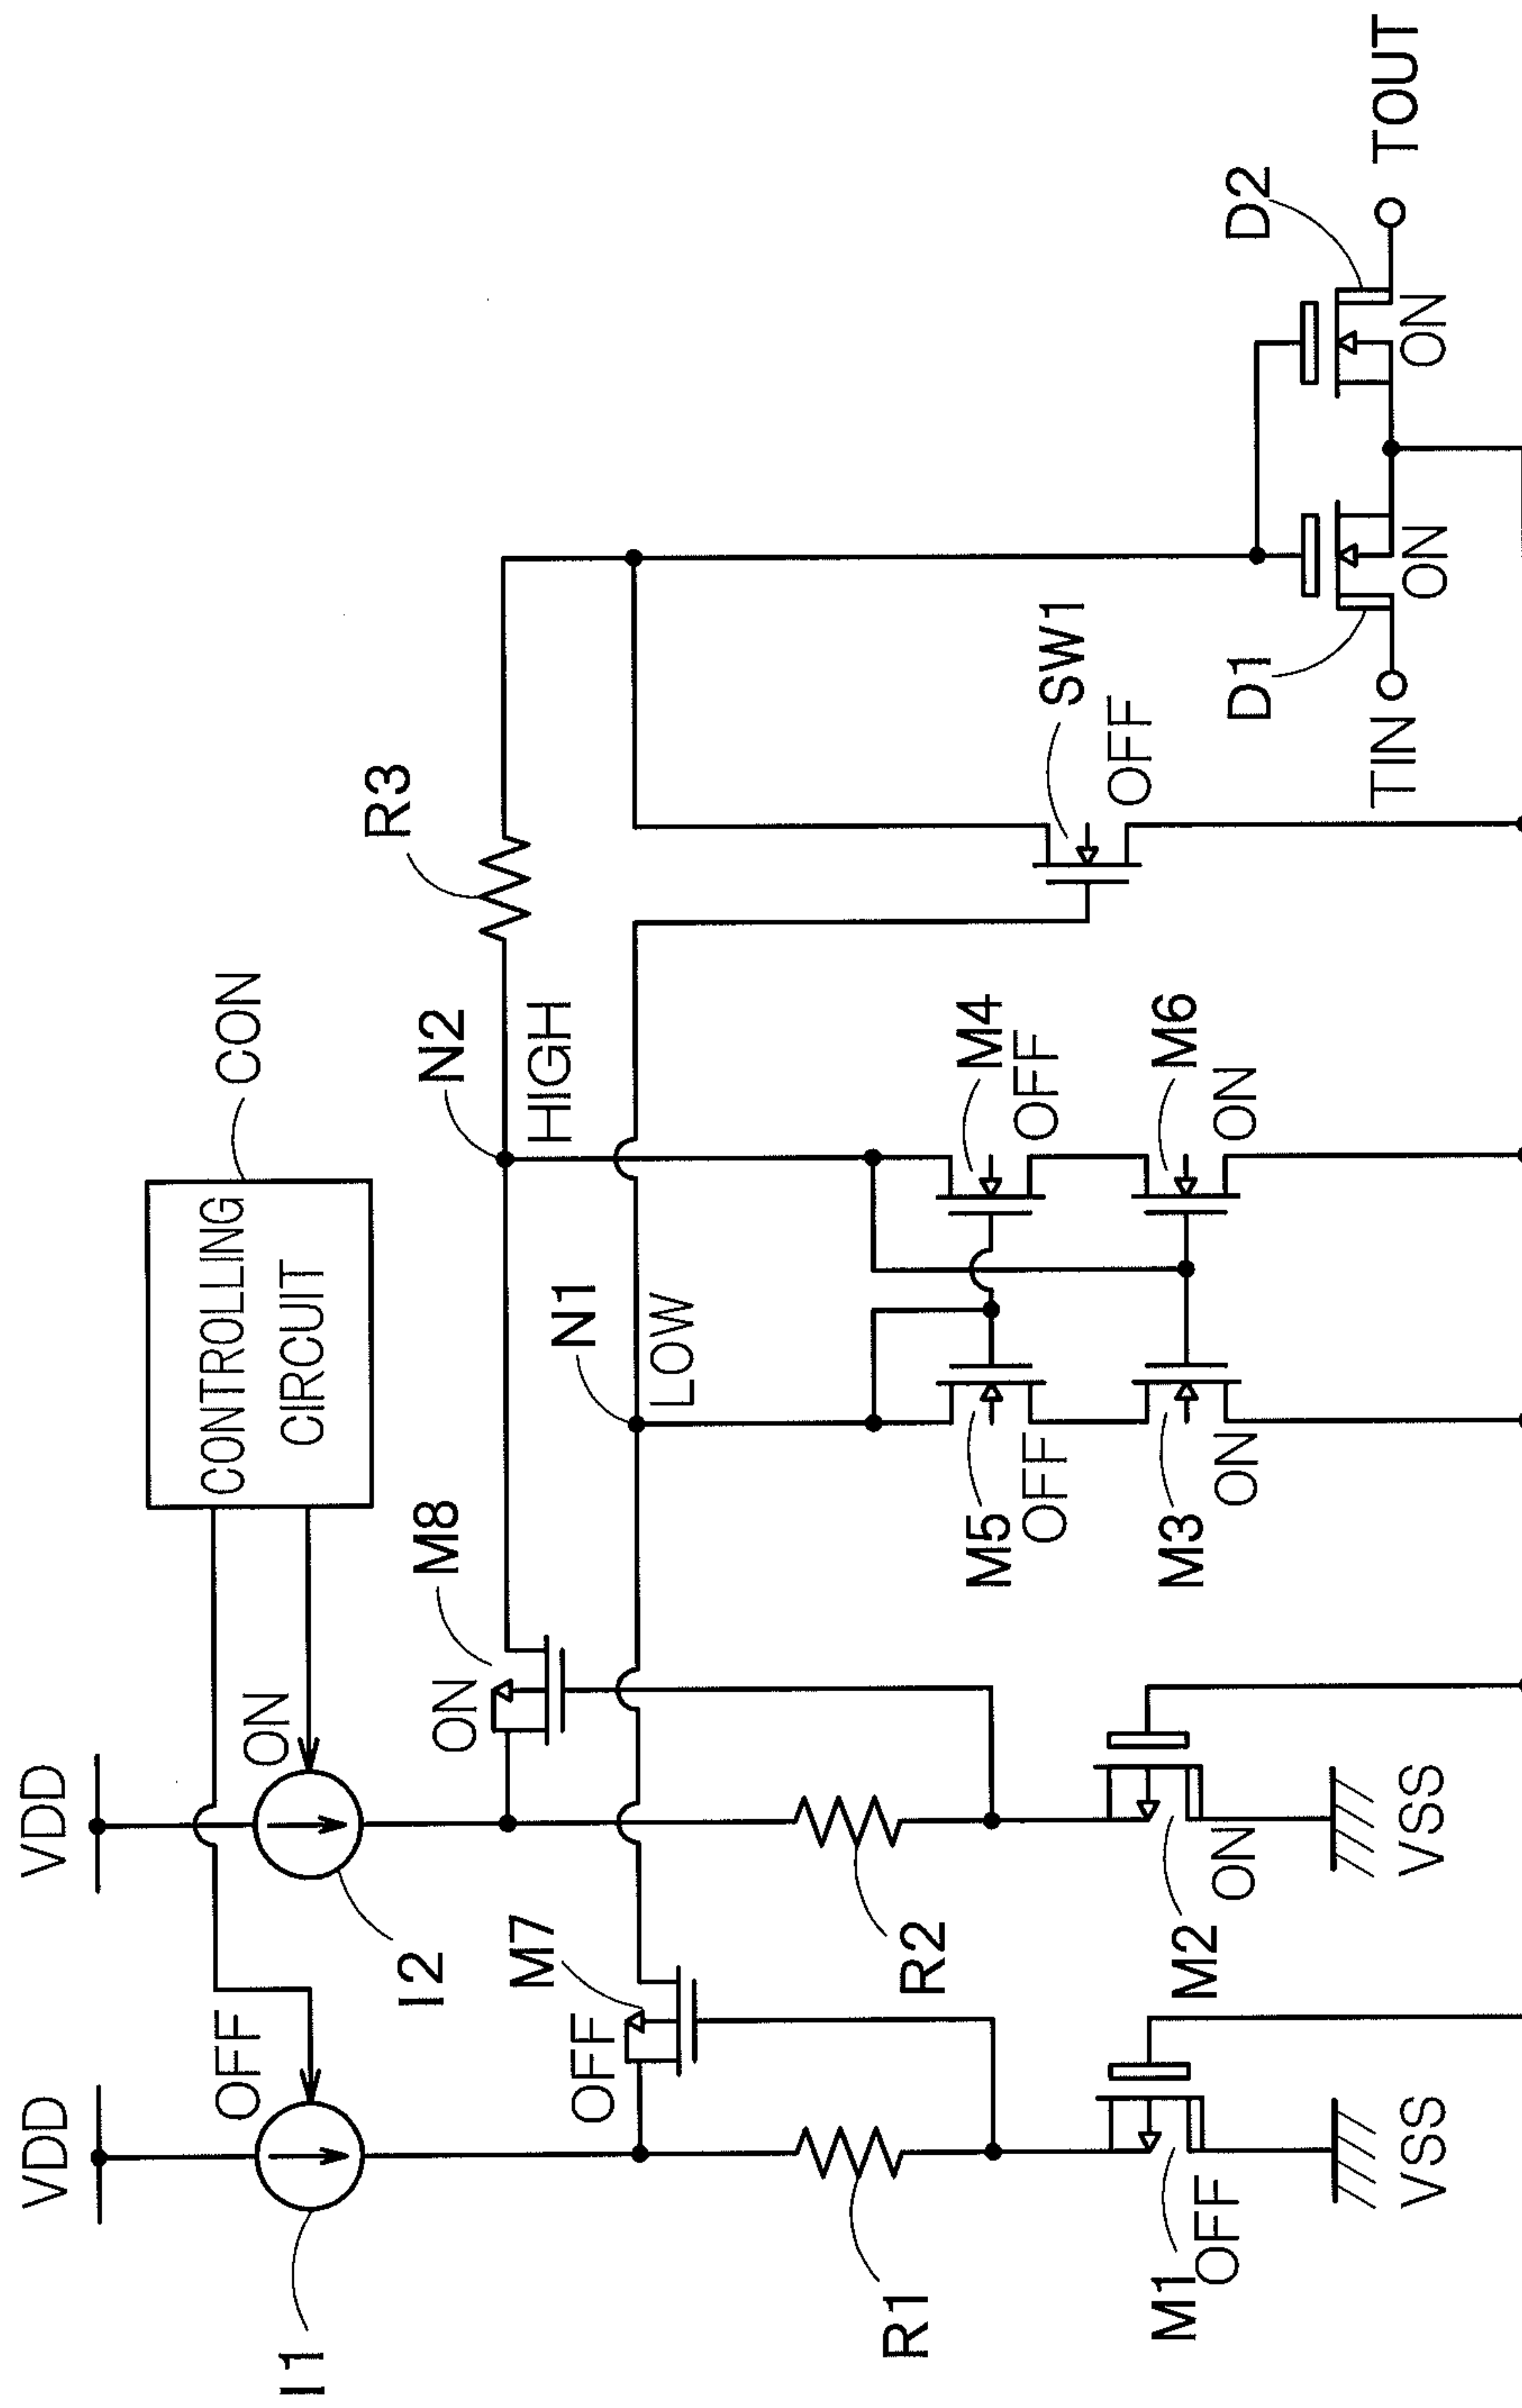 VDD
VDD
CONTROLLING
CIRCUIT
CON
OFF
ON
I1
I2
M8
ON
N2
HIGH
R3
M7
OFF
N1
LOW
R1
R2
M5
OFF
M4
OFF
SW1
OFF
M1
OFF
M2
ON
M3
ON
M6
ON
D1
ON
D2
ON
TIN
TOUT
VSS
VSS